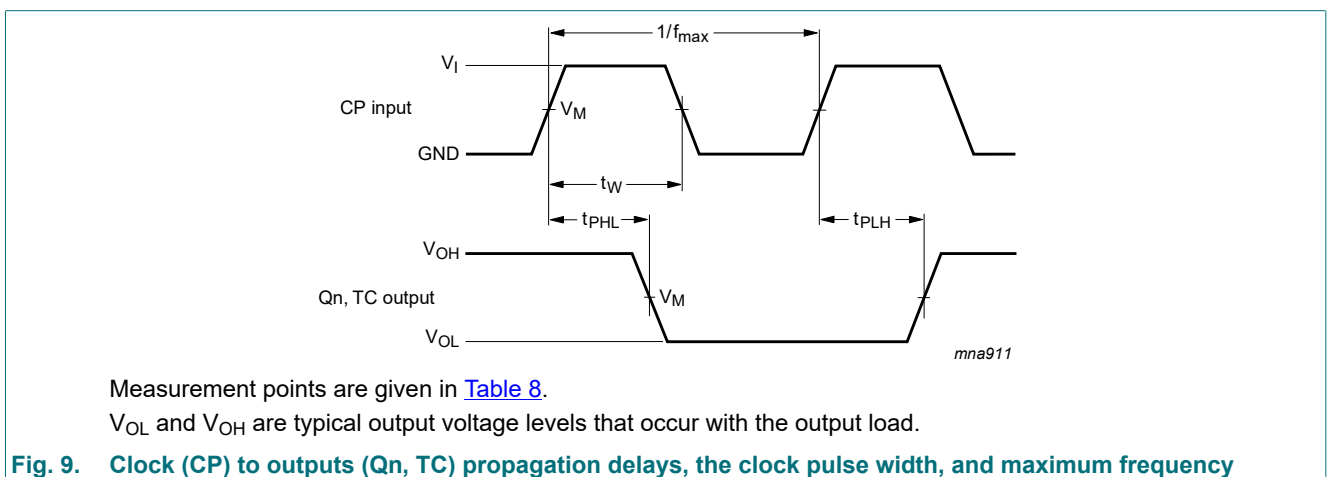 1/fmax
VI
CP input
VM
GND
tW
tPHL
tPLH
VOH
Qn, TC output
VM
VOL
mna911
Measurement points are given in Table 8.
VOL and VOH are typical output voltage levels that occur with the output load.
Fig. 9. Clock (CP) to outputs (Qn, TC) propagation delays, the clock pulse width, and maximum frequency